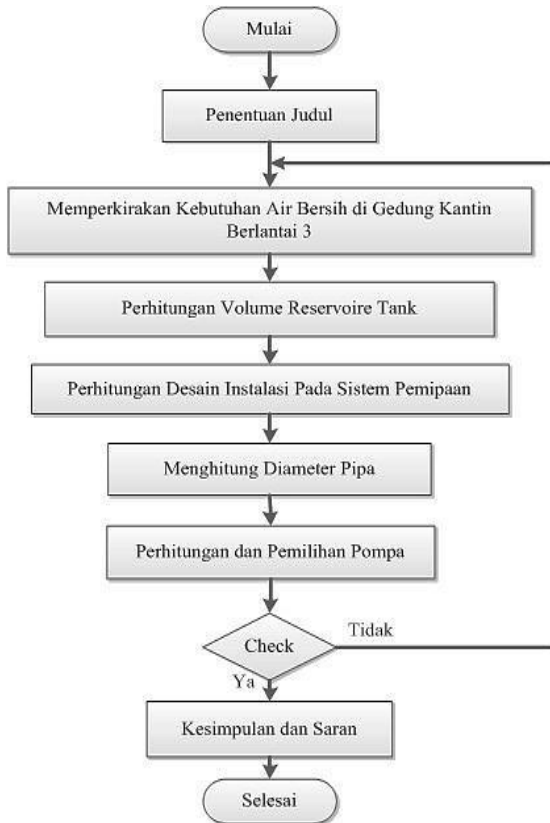 Mulai
Penentuan Judul
Memperkirakan Kebutuhan Air Bersih di Gedung Kantin
Berlantai 3
Perhitungan Volume Reservoire Tank
Perhitungan Desain Instalasi Pada Sistem Pemipaan
Menghitung Diameter Pipa
Perhitungan dan Pemilihan Pompa
Check
Tidak
Ya
Kesimpulan dan Saran
Selesai